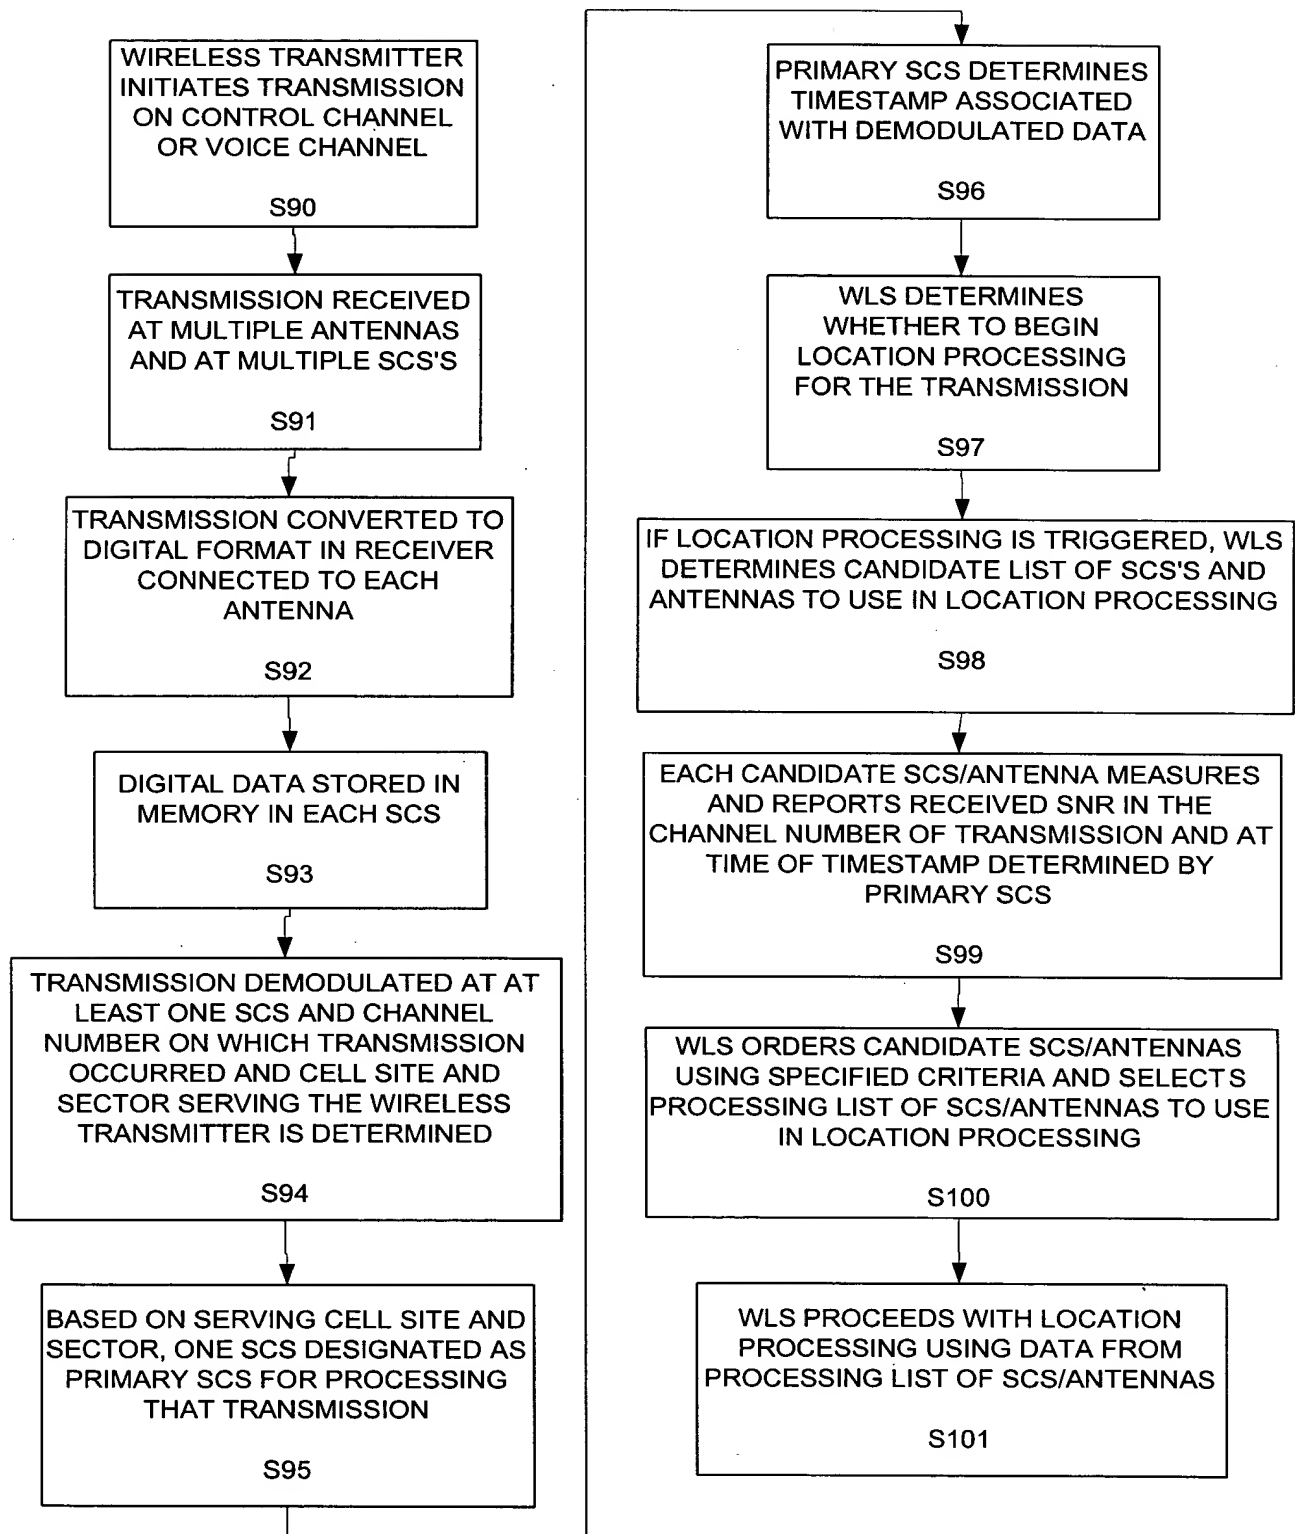 WIRELESS TRANSMITTER
INITIATES TRANSMISSION
ON CONTROL CHANNEL
OR VOICE CHANNEL
S90
TRANSMISSION RECEIVED
AT MULTIPLE ANTENNAS
AND AT MULTIPLE SCS'S
S91
TRANSMISSION CONVERTED TO
DIGITAL FORMAT IN RECEIVER
CONNECTED TO EACH
ANTENNA
S92
DIGITAL DATA STORED IN
MEMORY IN EACH SCS
S93
TRANSMISSION DEMODULATED AT AT
LEAST ONE SCS AND CHANNEL
NUMBER ON WHICH TRANSMISSION
OCCURRED AND CELL SITE AND
SECTOR SERVING THE WIRELESS
TRANSMITTER IS DETERMINED
S94
BASED ON SERVING CELL SITE AND
SECTOR, ONE SCS DESIGNATED AS
PRIMARY SCS FOR PROCESSING
THAT TRANSMISSION
S95
PRIMARY SCS DETERMINES
TIMESTAMP ASSOCIATED
WITH DEMODULATED DATA
S96
WLS DETERMINES
WHETHER TO BEGIN
LOCATION PROCESSING
FOR THE TRANSMISSION
S97
IF LOCATION PROCESSING IS TRIGGERED, WLS
DETERMINES CANDIDATE LIST OF SCS'S AND
ANTENNAS TO USE IN LOCATION PROCESSING
S98
EACH CANDIDATE SCS/ANTENNA MEASURES
AND REPORTS RECEIVED SNR IN THE
CHANNEL NUMBER OF TRANSMISSION AND AT
TIME OF TIMESTAMP DETERMINED BY
PRIMARY SCS
S99
WLS ORDERS CANDIDATE SCS/ANTENNAS
USING SPECIFIED CRITERIA AND SELECTS
PROCESSING LIST OF SCS/ANTENNAS TO USE
IN LOCATION PROCESSING
S100
WLS PROCEEDS WITH LOCATION
PROCESSING USING DATA FROM
PROCESSING LIST OF SCS/ANTENNAS
S101